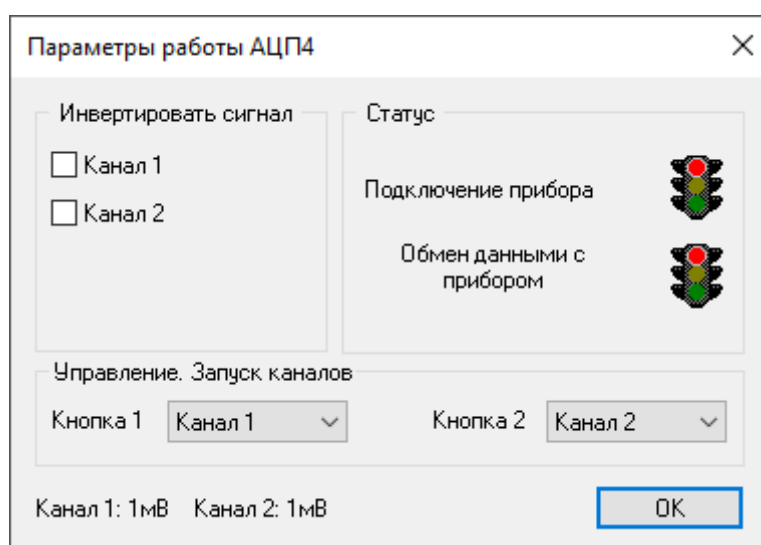 Параметры работы АЦП4
Инвертировать сигнал
Канал 1
Канал 2
Статус
Подключение прибора
Обмен данными с
прибором
Управление. Запуск каналов
Кнопка 1 Канал 1 Кнопка 2 Канал 2
Канал 1: 1мВ Канал 2: 1мВ
OK